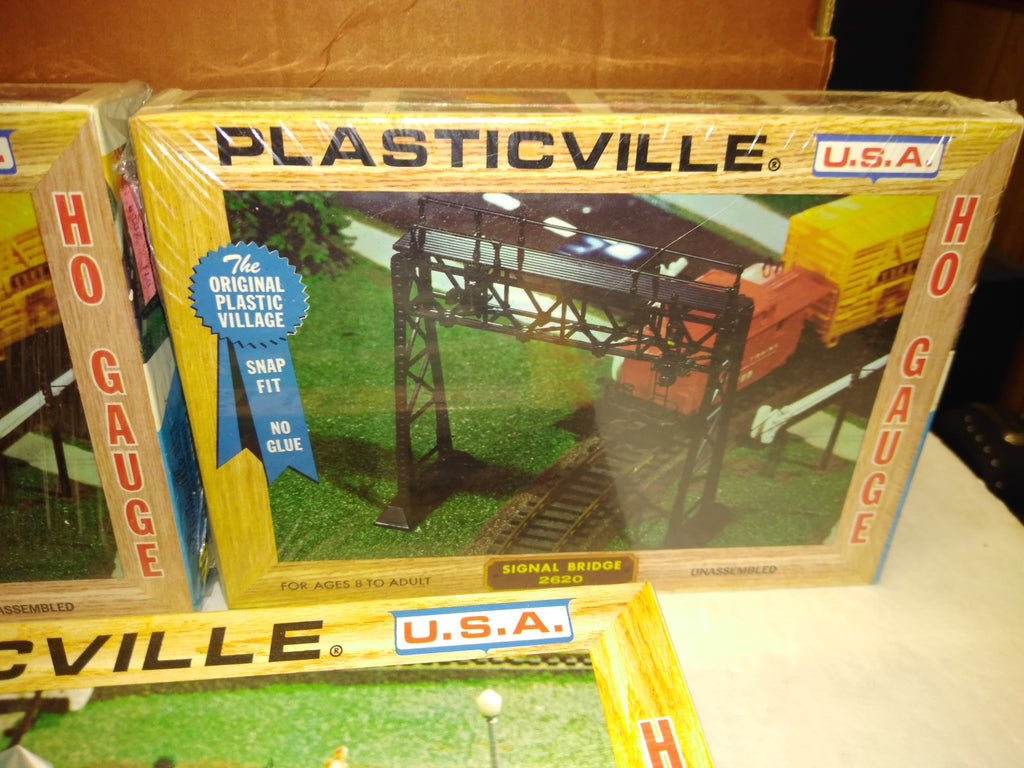 PLASTICVILLE®
U.S.A.
The
ORIGINAL
PLASTIC
VILLAGE
SNAP
FIT
NO
GLUE
HO GAUGE
FOR AGES 8 TO ADULT
SIGNAL BRIDGE
2620
UNASSEMBLED
HO GAUGE
ASSEMBLED
CVILLE®
U.S.A.
H